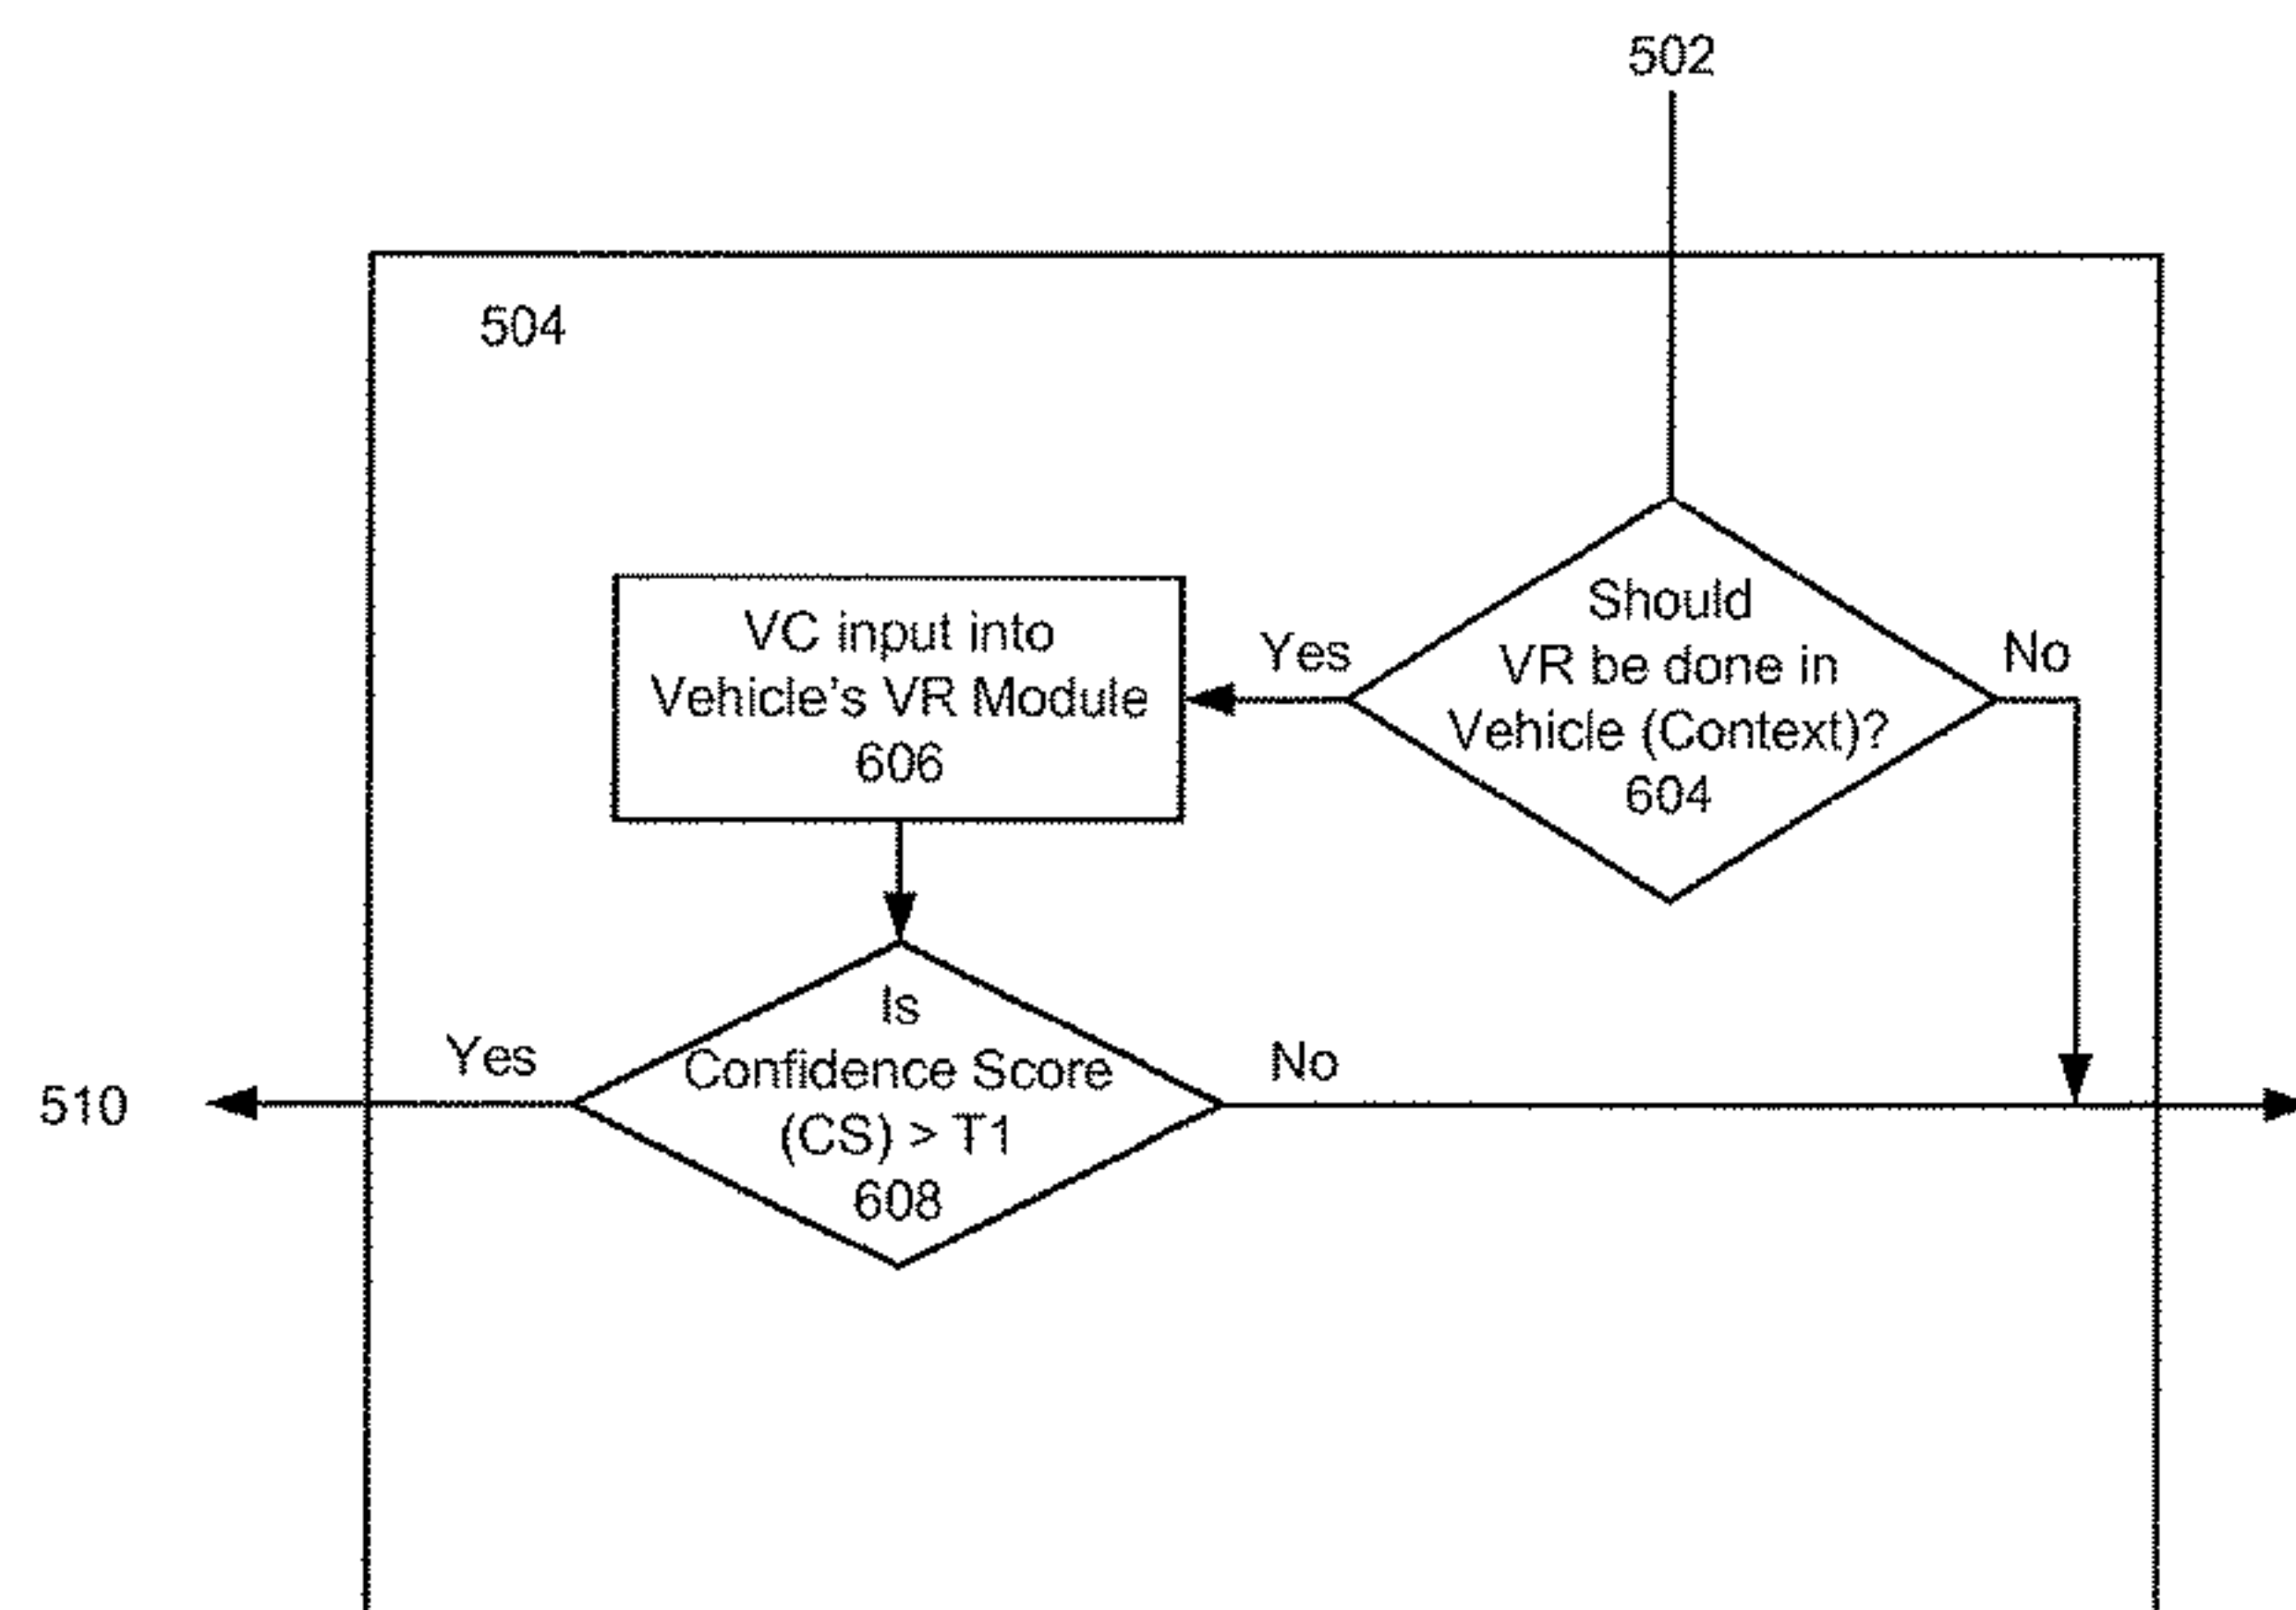 502
504
Should
VR be done in
Vehicle (Context)?
604
Yes
No
VC input into
Vehicle's VR Module
606
Is
Confidence Score
(CS) > T1
608
Yes
No
510